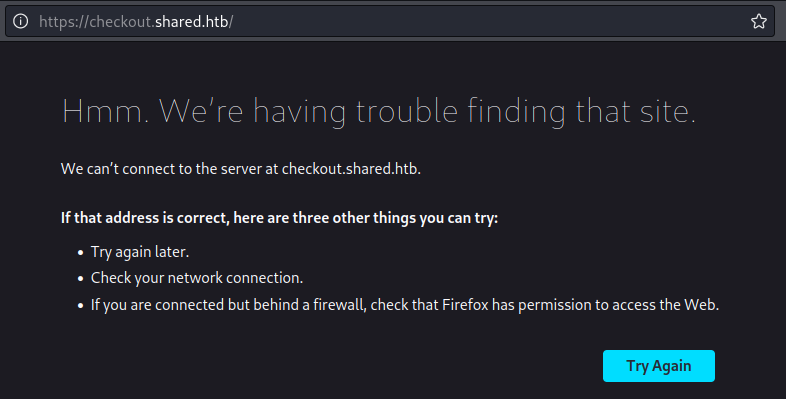 https://checkout.shared.htb/
Hmm. We’re having trouble finding that site.
We can’t connect to the server at checkout.shared.htb.
If that address is correct, here are three other things you can try:
• Try again later.
• Check your network connection.
• If you are connected but behind a firewall, check that Firefox has permission to access the Web.
Try Again